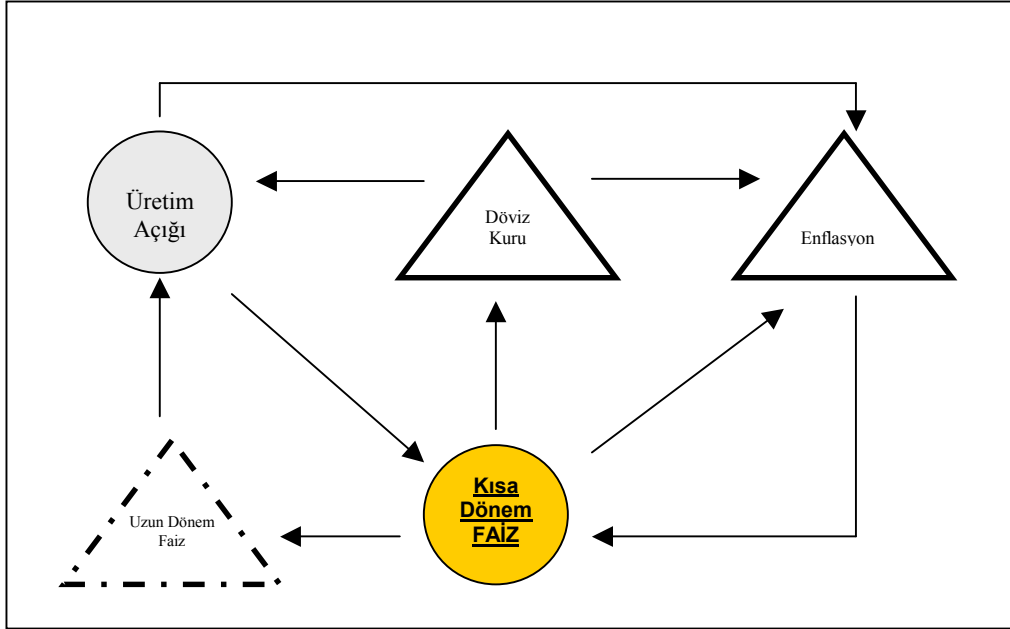 Üretim
Açığı
Döviz
Kuru
Enflasyon
Uzun Dönem
Faiz
Kısa
Dönem
FAİZ